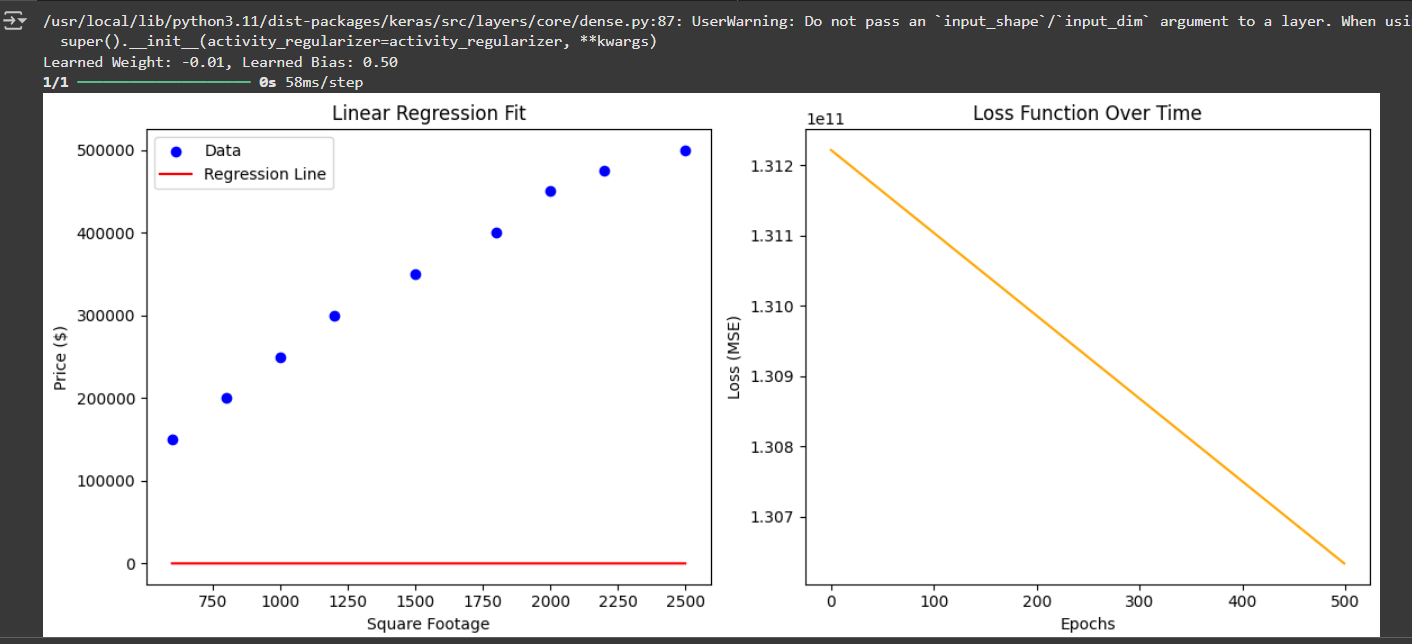 /usr/local/lib/python3.11/dist-packages/keras/src/layers/core/dense.py:87: UserWarning: Do not pass an `input_shape`/`input_dim` argument to a layer. When usi
super().__init__(activity_regularizer=activity_regularizer, **kwargs)
Learned Weight: -0.01, Learned Bias: 0.50
1/1 0s 58ms/step
Linear Regression Fit
Data
Regression Line
500000
400000
300000
200000
100000
0
Price ($)
750 1000 1250 1500 1750 2000 2250 2500
Square Footage
Loss Function Over Time
1e11
1.312
1.311
1.310
1.309
1.308
1.307
Loss (MSE)
0 100 200 300 400 500
Epochs